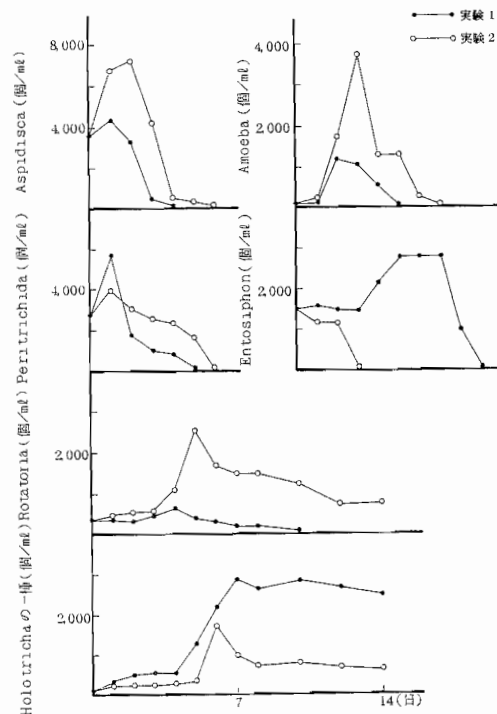 実験1
実験2
Aspidisca(個/㎖)
8,000
4,000
Amoeba(個/㎖)
4,000
2,000
Peritrichida(個/㎖)
4,000
Entosiphon(個/㎖)
2,000
Rotatoria(個/㎖)
2,000
Holotrichaの一種(個/㎖)
2,000
7
14(日)